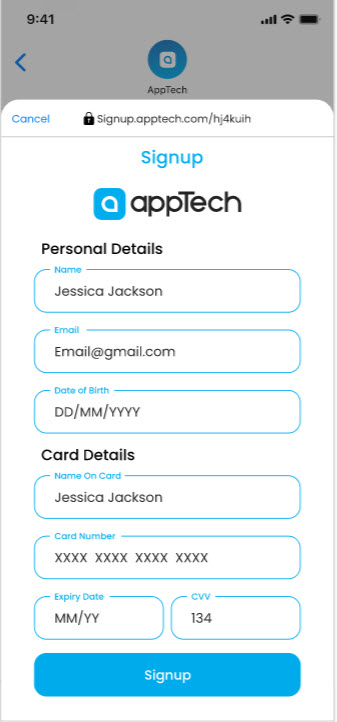 9:41
AppTech
Cancel Signup.apptech.com/hj4kuih
Signup
a appTech
Personal Details
Name
Jessica Jackson
Email
Email@gmail.com
Date of Birth
DD/MM/YYYY
Card Details
Name On Card
Jessica Jackson
Card Number
XXXX XXXX XXXX XXXX
Expiry Date CVV
MM/YY 134
Signup